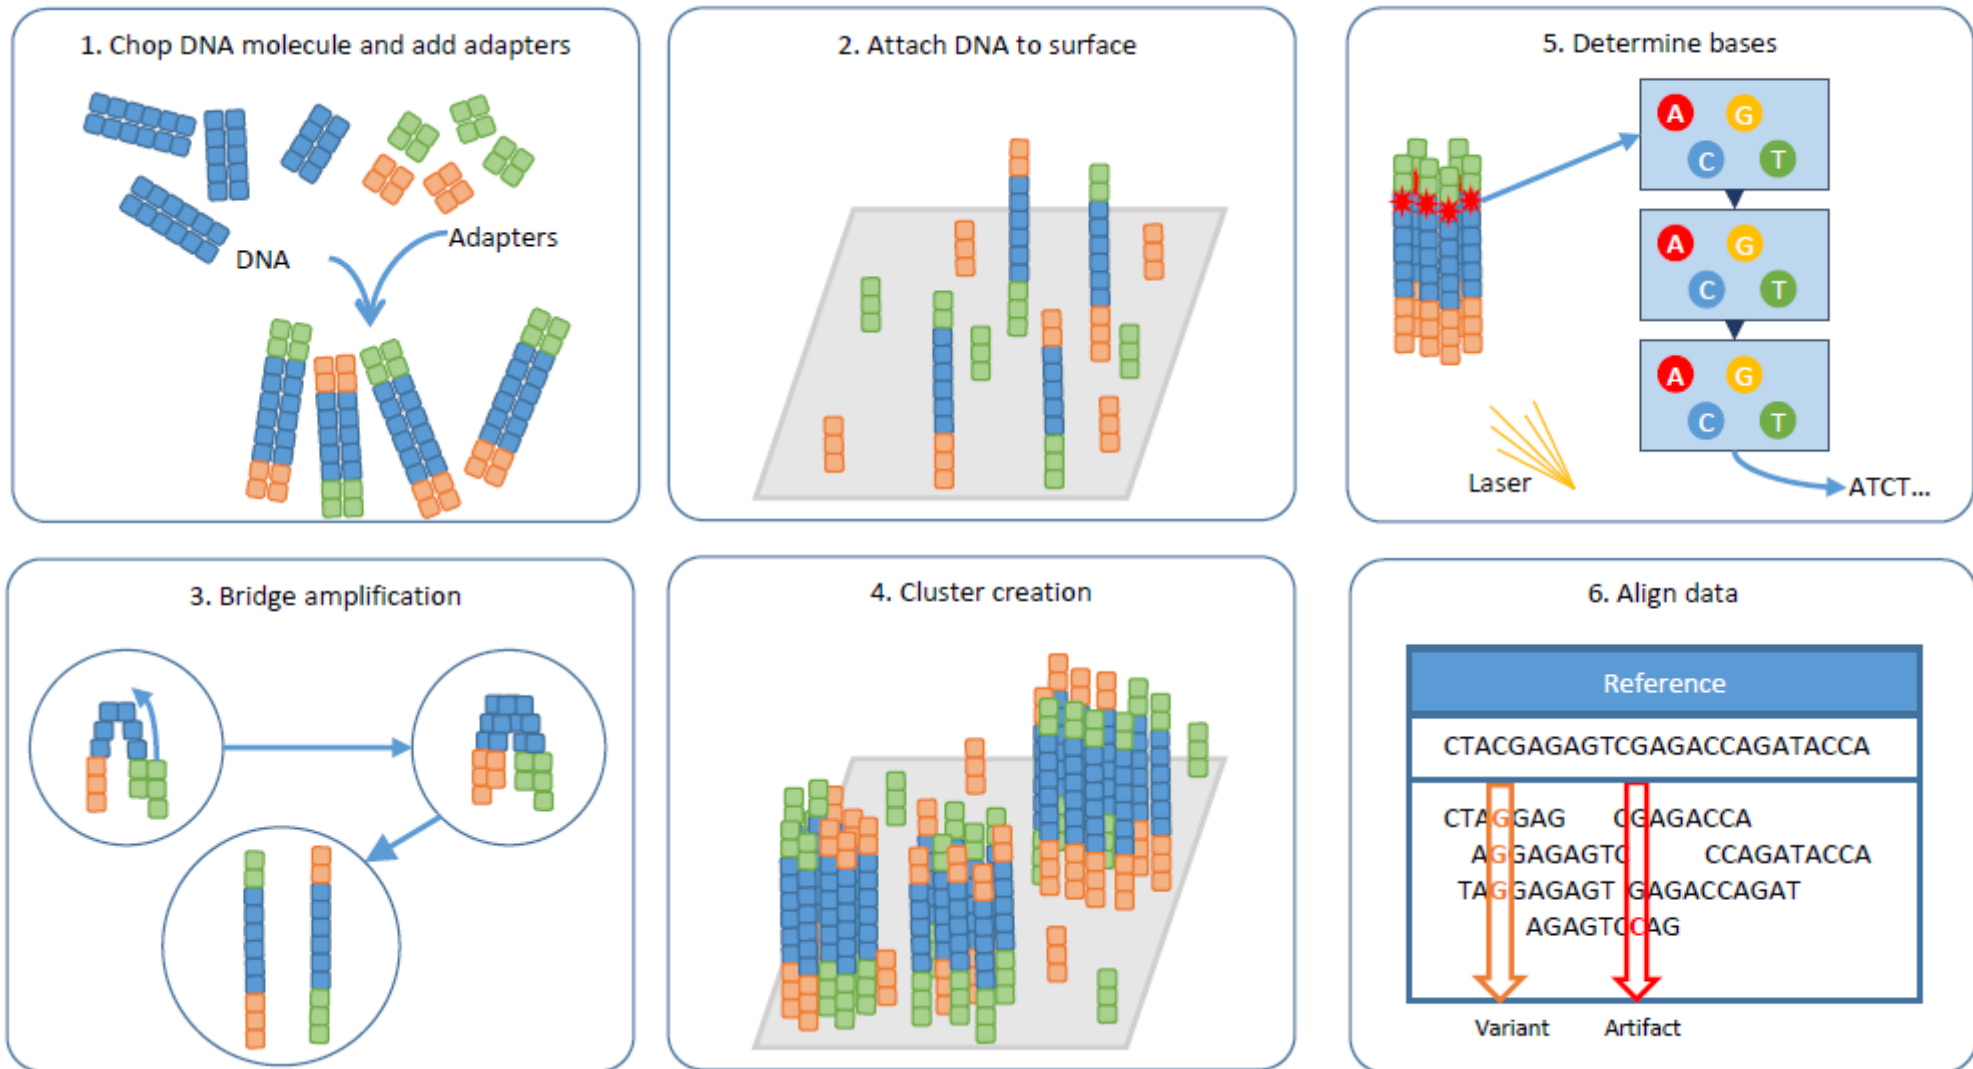 1. Chop DNA molecule and add adapters
DNA
Adapters
2. Attach DNA to surface
3. Bridge amplification
4. Cluster creation
5. Determine bases
A G
C T
A G
C T
A G
C T
Laser
ATCT...
6. Align data
Reference
CTACGAGAGTCGAGACCAGATACCA
CTAGGAG CGAGACCA
AGGAGAGTC CCAGATACCA
TAGGAGAGT GAGACCAGAT
AGAGTCCAG
Variant Artifact